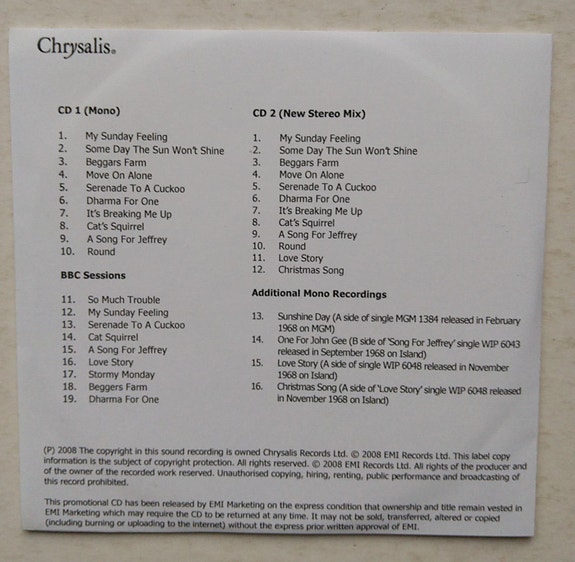 Chrysalis®
CD 1 (Mono)
1. My Sunday Feeling
2. Some Day The Sun Won't Shine
3. Beggars Farm
4. Move On Alone
5. Serenade To A Cuckoo
6. Dharma For One
7. It's Breaking Me Up
8. Cat's Squirrel
9. A Song For Jeffrey
10. Round
BBC Sessions
11. So Much Trouble
12. My Sunday Feeling
13. Serenade To A Cuckoo
14. Cat Squirrel
15. A Song For Jeffrey
16. Love Story
17. Stormy Monday
18. Beggers Farm
19. Dharma For One
CD 2 (New Stereo Mix)
1. My Sunday Feeling
2. Some Day The Sun Won't Shine
3. Beggars Farm
4. Move On Alone
5. Serenade To A Cuckoo
6. Dharma For One
7. It's Breaking Me Up
8. Cat's Squirrel
9. A Song For Jeffrey
10. Round
11. Love Story
12. Christmas Song
Additional Mono Recordings
13. Sunshine Day (A side of single MGM 1384 released in February
1968 on MGM)
14. One For John Gee (B side of 'Song For Jeffrey' single WIP 6043
released in September 1968 on Island)
15. Love Story (A side of single WIP 6048 released in November
1968 on Island)
16. Christmas Song (A side of 'Love Story' single WIP 6048 released
in November 1968 on Island)
(P) 2008 The copyright in this sound recording is owned Chrysalis Records Ltd. © 2008 EMI Records Ltd. This label copy
information is the subject of copyright protection. All rights reserved. © 2008 EMI Records Ltd. All rights of the producer and
of the owner of the recorded work reserved. Unauthorised copying, hiring, renting, public performance and broadcasting of
this record prohibited.
This promotional CD has been released by EMI Marketing on the express condition that ownership and title remain vested in
EMI Marketing which may require the CD to be returned at any time. It may not be sold, transferred, altered or copied
(including burning or uploading to the internet) without the express prior written approval of EMI.